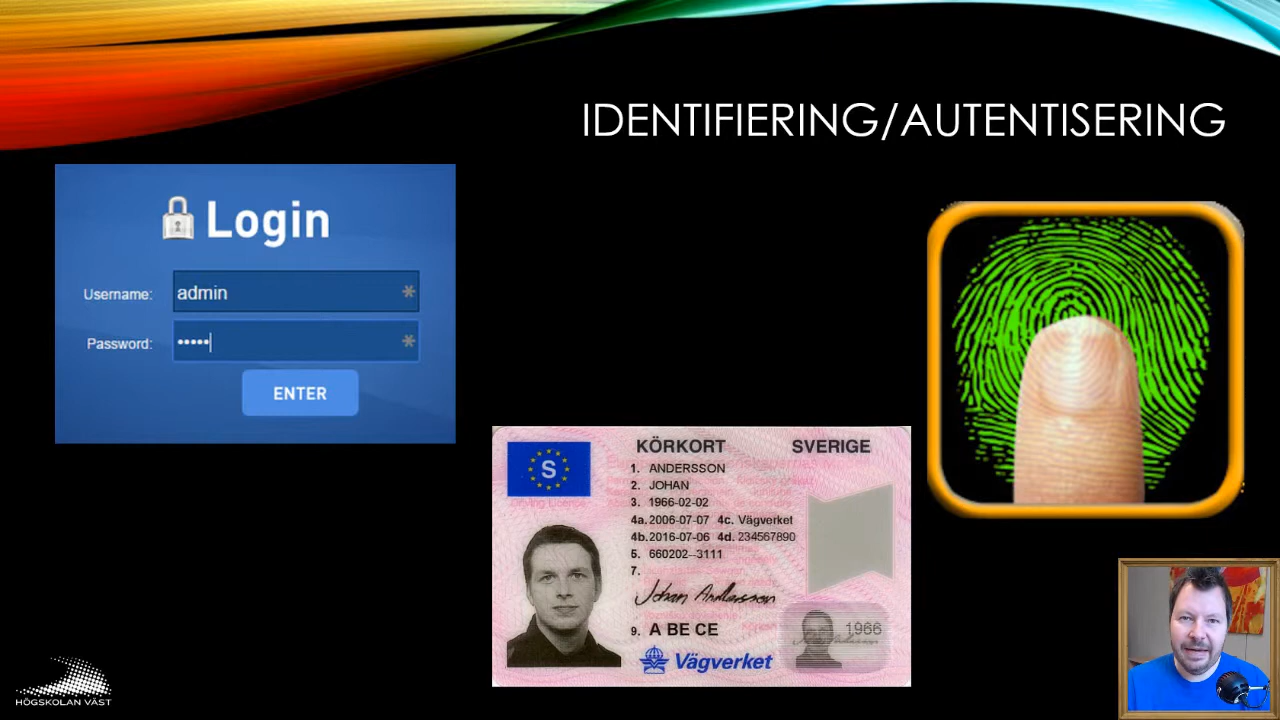 IDENTIFIERING/AUTENTISERING
Login
Username: admin *
Password: ••••• *
ENTER
KÖRKORT SVERIGE
S
1. ANDERSSON
2. JOHAN
3. 1966-02-02
4a. 2006-07-07 4c. Vägverket
4b. 2016-07-06 4d. 234567890
5. 660202--3111
7.
Johan Andersson
1966
9. A BE CE
Vägverket
HÖGSKOLAN VÄST